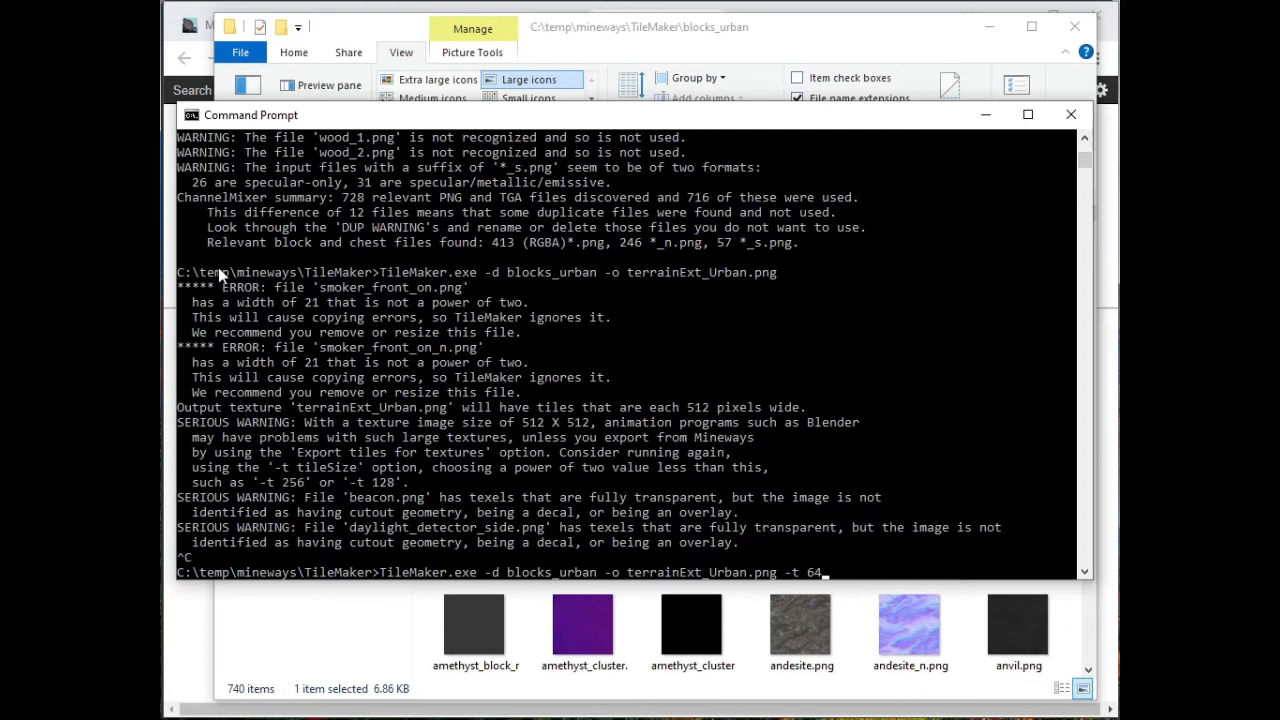 M
Manage
C:\temp\mineways\TileMaker\blocks_urban
File
Home
Share
View
Picture Tools
?
Preview pane
Extra large icons
Large icons
Group by
Item check boxes
Medium icons
Small icons
Add columns
File name extensions
Search
Command Prompt
WARNING: The file 'wood_1.png' is not recognized and so is not used.
WARNING: The file 'wood_2.png' is not recognized and so is not used.
WARNING: The input files with a suffix of '*_s.png' seem to be of two formats:
26 are specular-only, 31 are specular/metallic/emissive.
ChannelMixer summary: 728 relevant PNG and TGA files discovered and 716 of these were used.
This difference of 12 files means that some duplicate files were found and not used.
Look through the 'DUP WARNING's and rename or delete those files you do not want to use.
Relevant block and chest files found: 413 (RGBA)*.png, 246 *_n.png, 57 *_s.png.
C:\temp\mineways\TileMaker>TileMaker.exe -d blocks_urban -o terrainExt_Urban.png
***** ERROR: file 'smoker_front_on.png'
has a width of 21 that is not a power of two.
This will cause copying errors, so TileMaker ignores it.
We recommend you remove or resize this file.
***** ERROR: file 'smoker_front_on_n.png'
has a width of 21 that is not a power of two.
This will cause copying errors, so TileMaker ignores it.
We recommend you remove or resize this file.
Output texture 'terrainExt_Urban.png' will have tiles that are each 512 pixels wide.
SERIOUS WARNING: With a texture image size of 512 X 512, animation programs such as Blender
may have problems with such large textures, unless you export from Mineways
by using the 'Export tiles for textures' option. Consider running again,
using the '-t tileSize' option, choosing a power of two value less than this,
such as '-t 256' or '-t 128'.
SERIOUS WARNING: File 'beacon.png' has texels that are fully transparent, but the image is not
identified as having cutout geometry, being a decal, or being an overlay.
SERIOUS WARNING: File 'daylight_detector_side.png' has texels that are fully transparent, but the image is not
identified as having cutout geometry, being a decal, or being an overlay.
^C
C:\temp\mineways\TileMaker>TileMaker.exe -d blocks_urban -o terrainExt_Urban.png -t 64_
amethyst_block_r
amethyst_cluster.
amethyst_cluster
andesite.png
andesite_n.png
anvil.png
740 items
1 item selected 6.86 KB